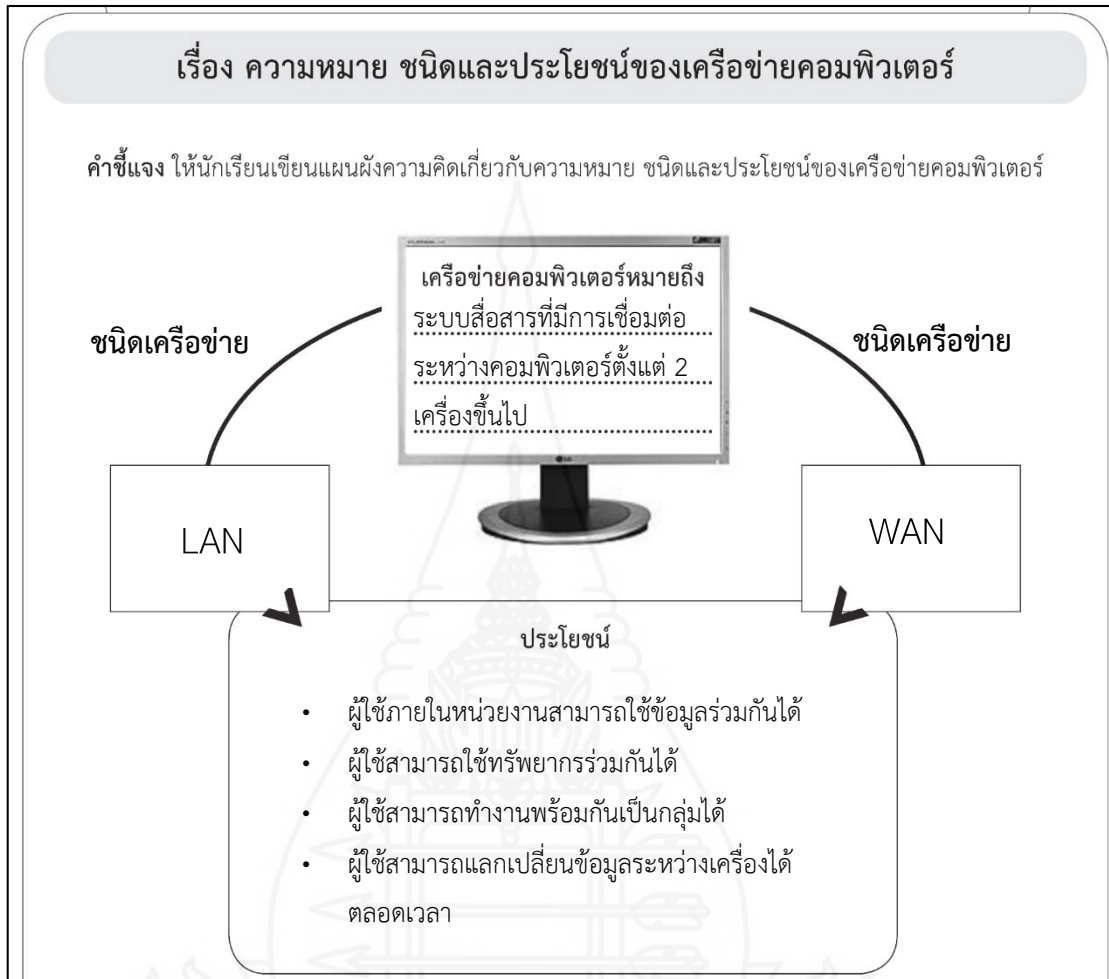 เรื่อง ความหมาย ชนิดและประโยชน์ของเครือข่ายคอมพิวเตอร์
คำชี้แจง ให้นักเรียนเขียนแผนผังความคิดเกี่ยวกับความหมาย ชนิดและประโยชน์ของเครือข่ายคอมพิวเตอร์
เครือข่ายคอมพิวเตอร์หมายถึง
ระบบสื่อสารที่มีการเชื่อมต่อ
ระหว่างคอมพิวเตอร์ตั้งแต่ 2
เครื่องขึ้นไป
ชนิดเครือข่าย
ชนิดเครือข่าย
LAN
WAN
ประโยชน์
• ผู้ใช้ภายในหน่วยงานสามารถใช้ข้อมูลร่วมกันได้
• ผู้ใช้สามารถใช้ทรัพยากรร่วมกันได้
• ผู้ใช้สามารถทำงานพร้อมกันเป็นกลุ่มได้
• ผู้ใช้สามารถแลกเปลี่ยนข้อมูลระหว่างเครื่องได้
ตลอดเวลา